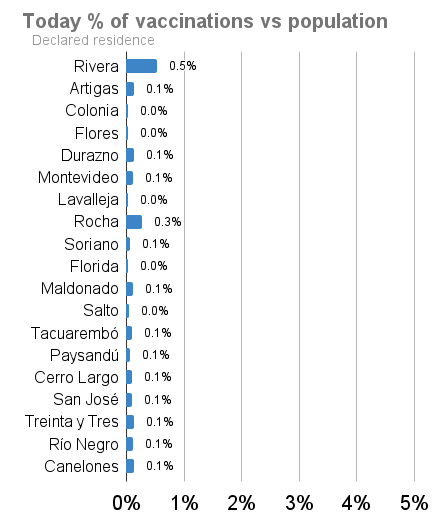 Today % of vaccinations vs population
Declared residence
Rivera 0.5%
Artigas 0.1%
Colonia 0.0%
Flores 0.0%
Durazno 0.1%
Montevideo 0.1%
Lavalleja 0.0%
Rocha 0.3%
Soriano 0.1%
Florida 0.0%
Maldonado 0.1%
Salto 0.0%
Tacuarembó 0.1%
Paysandú 0.1%
Cerro Largo 0.1%
San José 0.1%
Treinta y Tres 0.1%
Río Negro 0.1%
Canelones 0.1%
0% 1% 2% 3% 4% 5%